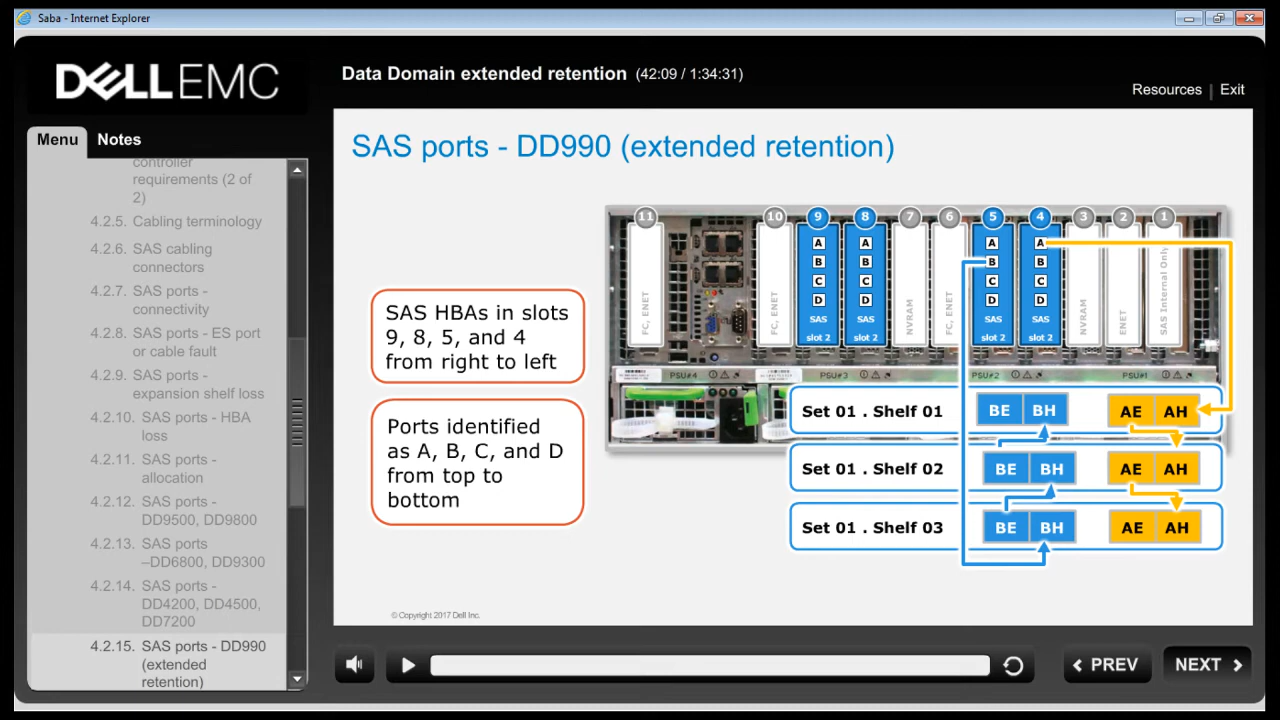 Saba - Internet Explorer
DELLEMC
Data Domain extended retention (42:09 / 1:34:31)
Resources | Exit
Menu
Notes
controller
requirements (2 of
2)
4.2.5. Cabling terminology
4.2.6. SAS cabling
connectors
4.2.7. SAS ports -
connectivity
4.2.8. SAS ports - ES port
or cable fault
4.2.9. SAS ports -
expansion shelf loss
4.2.10. SAS ports - HBA
loss
4.2.11. SAS ports -
allocation
4.2.12. SAS ports -
DD9500, DD9800
4.2.13. SAS ports
–DD6800, DD9300
4.2.14. SAS ports -
DD4200, DD4500,
DD7200
4.2.15. SAS ports - DD990
(extended
retention)
SAS ports - DD990 (extended retention)
SAS HBAs in slots
9, 8, 5, and 4
from right to left
Ports identified
as A, B, C, and D
from top to
bottom
11 10 9 8 7 6 5 4 3 2 1
A A A A
B B B B
C C C C
D D D D
SAS SAS SAS SAS
slot 2 slot 2 slot 2 slot 2
FC, ENET
FC, ENET
NVRAM
FC, ENET
NVRAM
ENET
SAS Internal Only
PSU#4 PSU#3 PSU#2 PSU#1
Set 01 . Shelf 01 BE BH AE AH
Set 01 . Shelf 02 BE BH AE AH
Set 01 . Shelf 03 BE BH AE AH
© Copyright 2017 Dell Inc.
PREV
NEXT